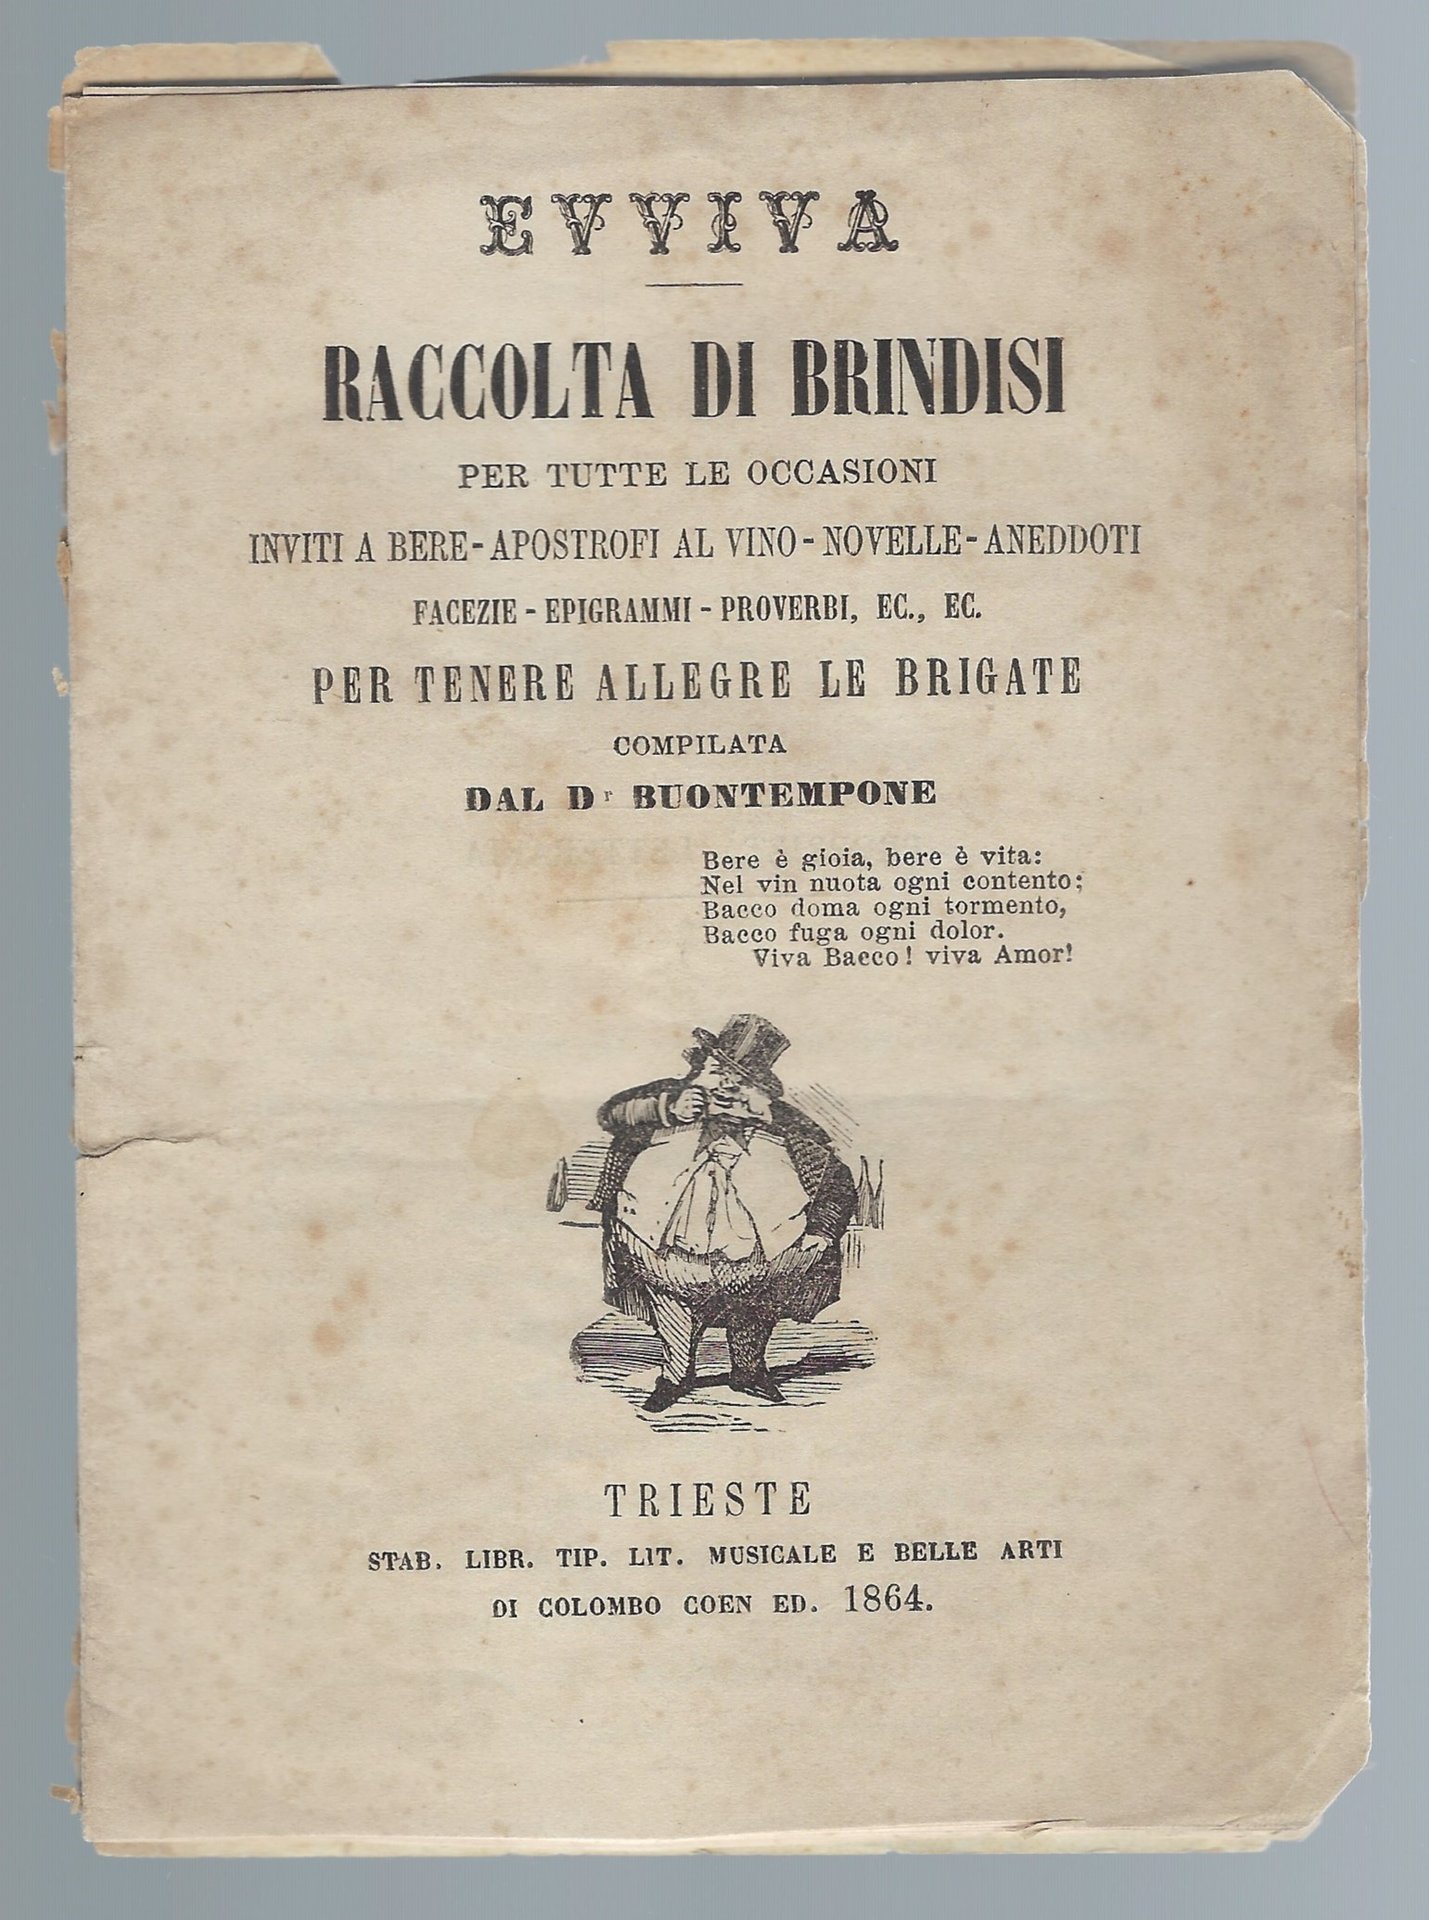 EVVIVA
RACCOLTA DI BRINDISI
PER TUTTE LE OCCASIONI
INVITI A BERE - APOSTROFI AL VINO - NOVELLE - ANEDDOTI
FACEZIE - EPIGRAMMI - PROVERBI, EC., EC.
PER TENERE ALLEGRE LE BRIGATE
COMPILATA
DAL Dr BUONTEMPONE
Bere è gioia, bere è vita:
Nel vin nuota ogni contento;
Bacco doma ogni tormento,
Bacco fuga ogni dolor.
Viva Bacco! viva Amor!
TRIESTE
STAB. LIBR. TIP. LIT. MUSICALE E BELLE ARTI
DI COLOMBO COEN ED. 1864.